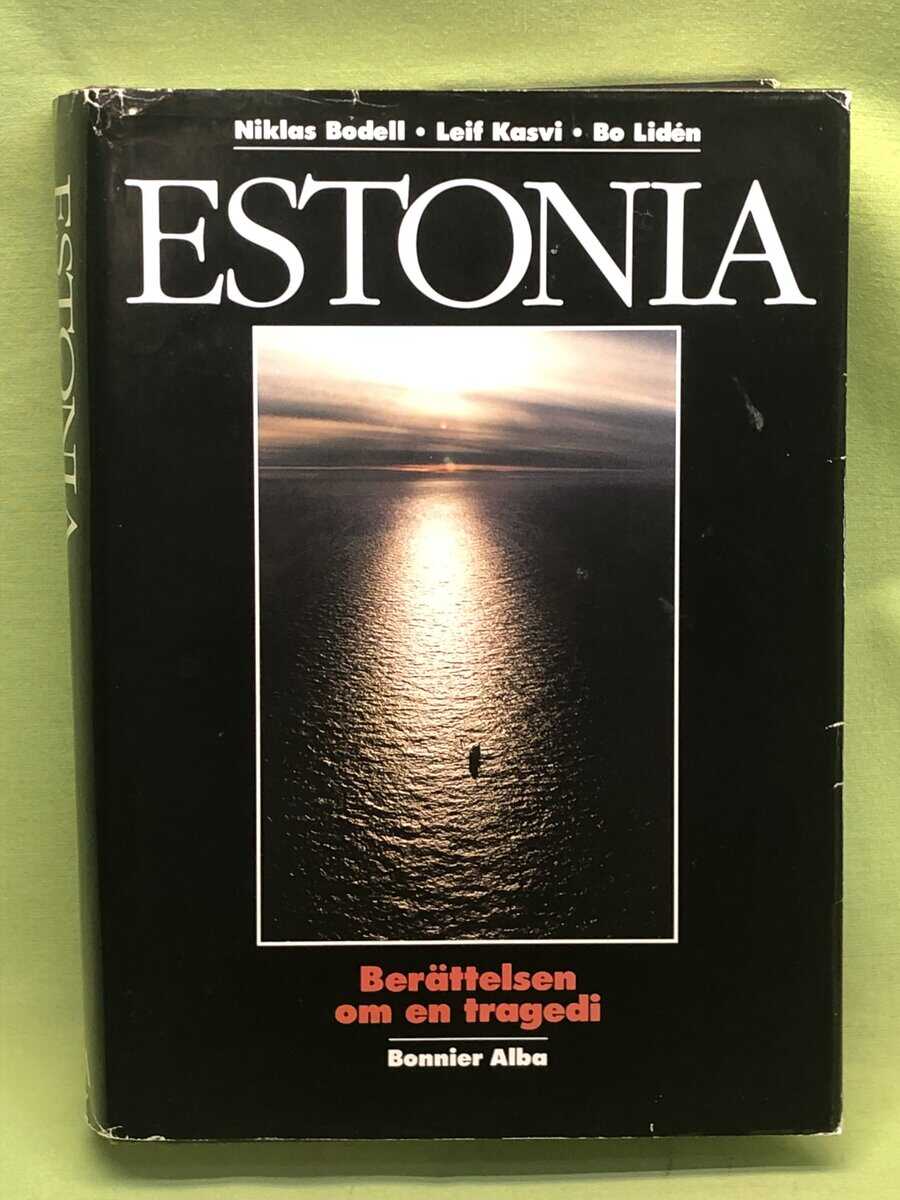 Niklas Bodell • Leif Kasvi • Bo Lidén
ESTONIA
Berättelsen
om en tragedi
Bonnier Alba
ESTONIA